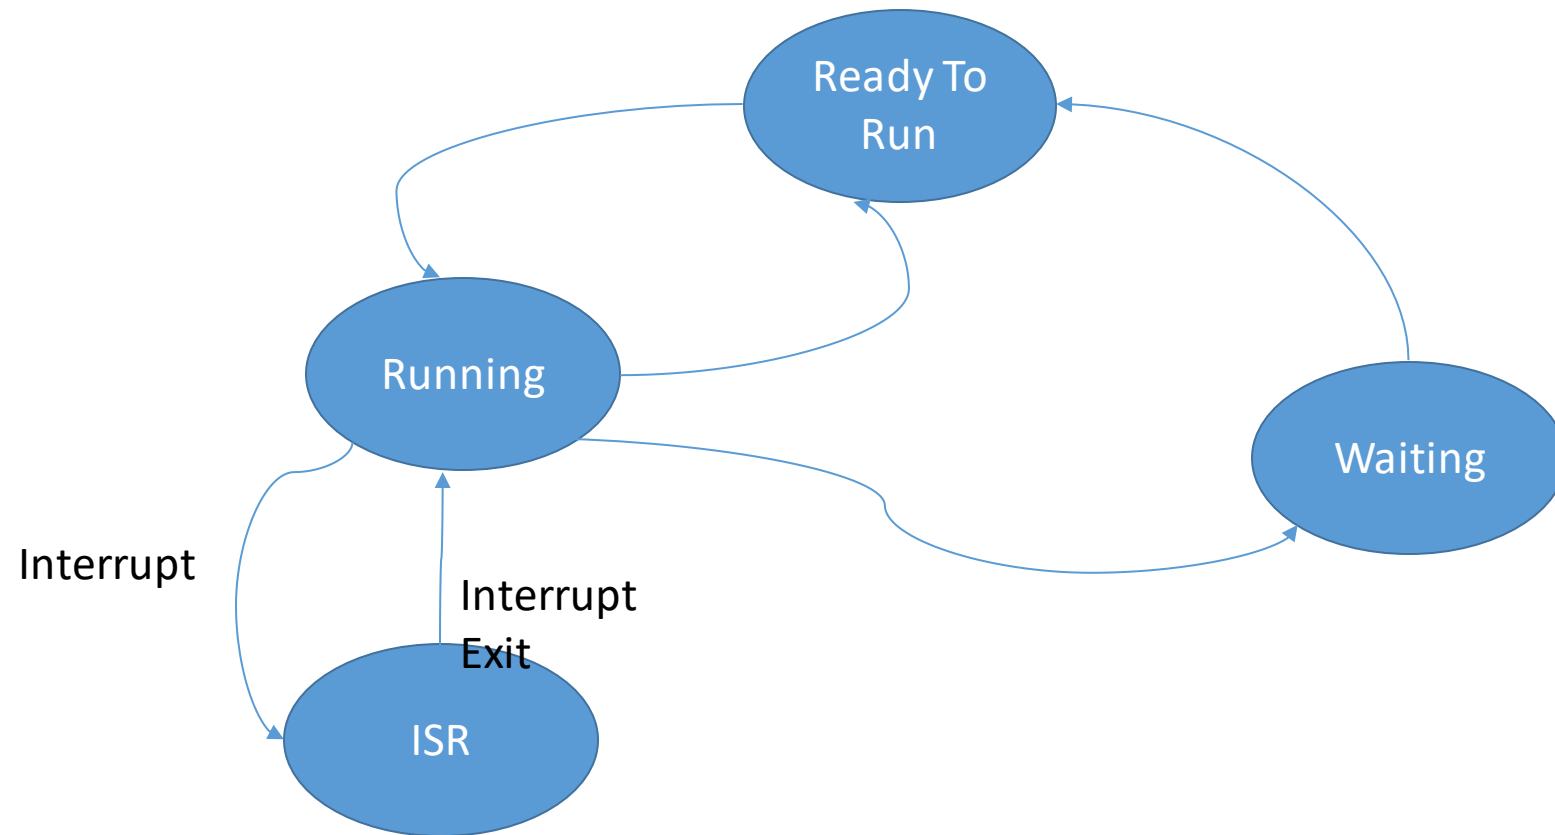 Ready To
Run
Running
Waiting
Interrupt
Interrupt
Exit
ISR